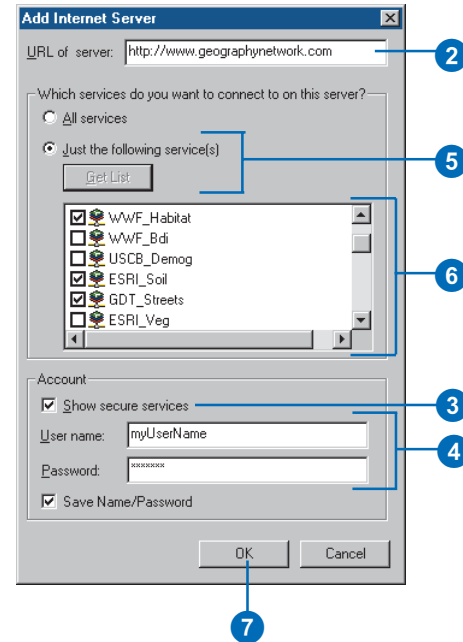 Add Internet Server
URL of server: http://www.geographynetwork.com
2
Which services do you want to connect to on this server?
All services
Just the following service(s)
5
Get List
WWF_Habitat
WWF_Bdi
USCB_Demog
6
ESRI_Soil
GDT_Streets
ESRI_Veg
Account
Show secure services
3
User name: myUserName
4
Password: xxxxxxx
Save Name/Password
OK Cancel
7